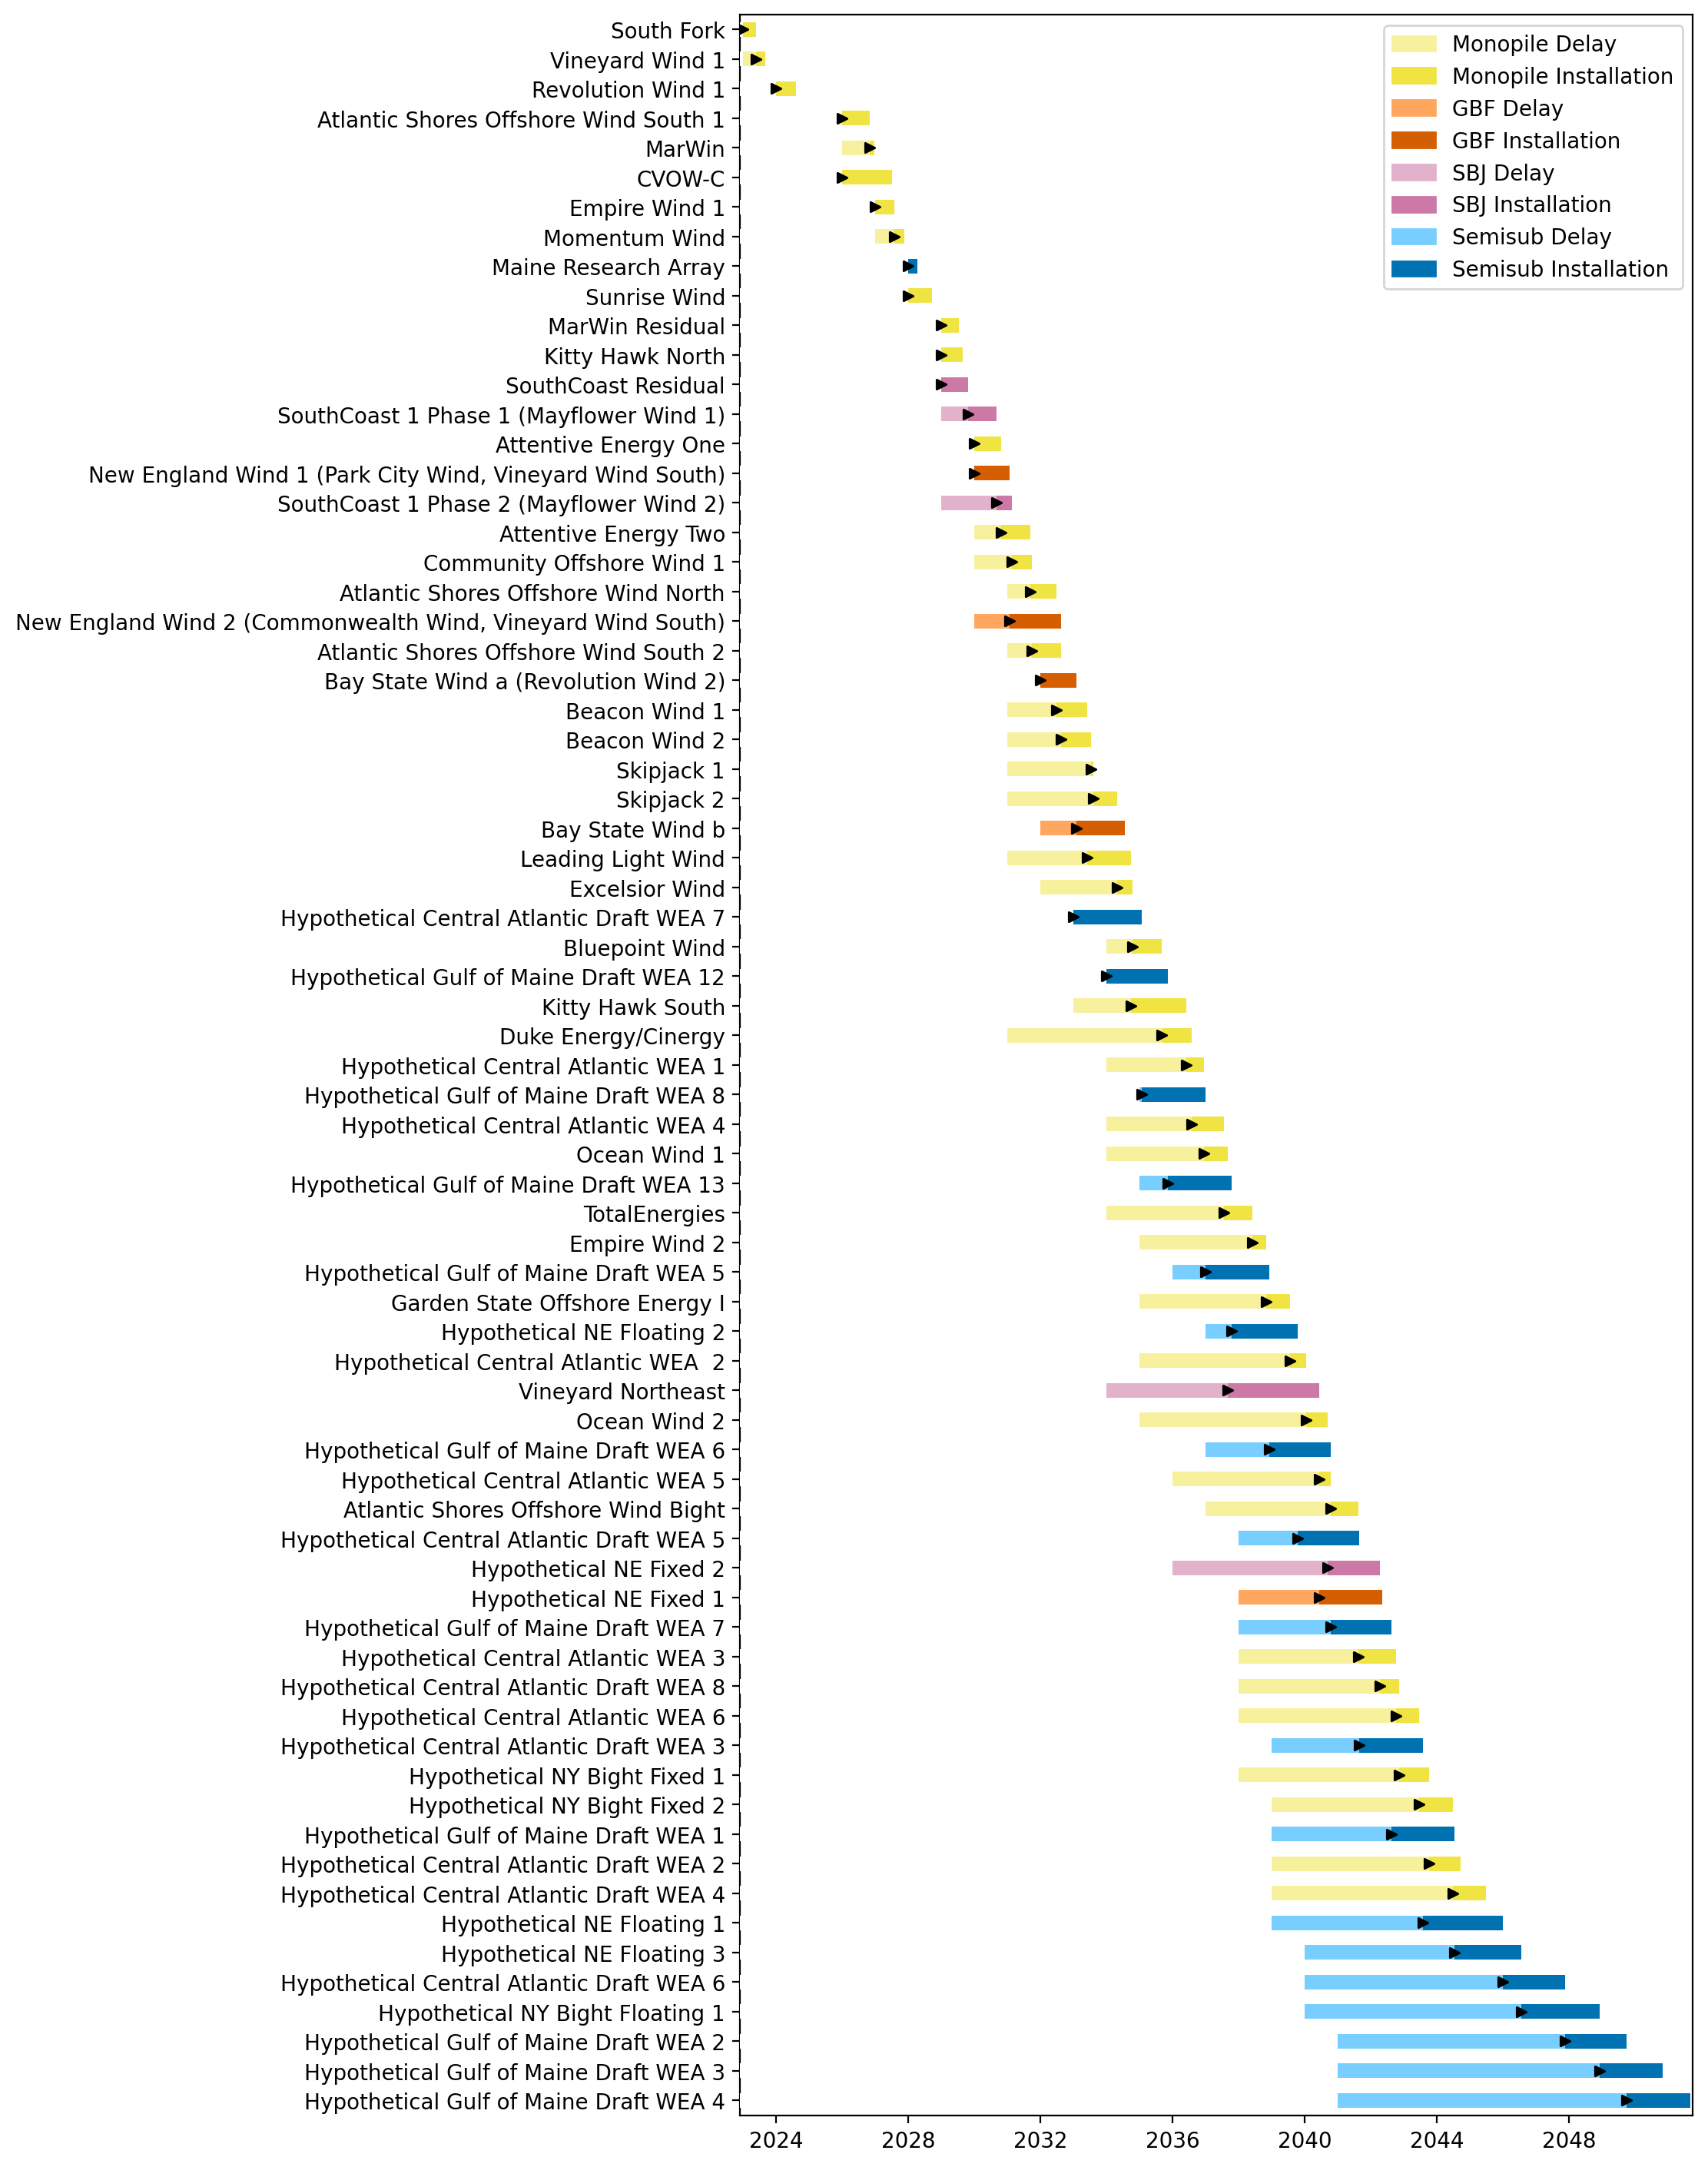 South Fork
Vineyard Wind 1
Revolution Wind 1
Atlantic Shores Offshore Wind South 1
MarWin
CVOW-C
Empire Wind 1
Momentum Wind
Maine Research Array
Sunrise Wind
MarWin Residual
Kitty Hawk North
SouthCoast Residual
SouthCoast 1 Phase 1 (Mayflower Wind 1)
Attentive Energy One
New England Wind 1 (Park City Wind, Vineyard Wind South)
SouthCoast 1 Phase 2 (Mayflower Wind 2)
Attentive Energy Two
Community Offshore Wind 1
Atlantic Shores Offshore Wind North
New England Wind 2 (Commonwealth Wind, Vineyard Wind South)
Atlantic Shores Offshore Wind South 2
Bay State Wind a (Revolution Wind 2)
Beacon Wind 1
Beacon Wind 2
Skipjack 1
Skipjack 2
Bay State Wind b
Leading Light Wind
Excelsior Wind
Hypothetical Central Atlantic Draft WEA 7
Bluepoint Wind
Hypothetical Gulf of Maine Draft WEA 12
Kitty Hawk South
Duke Energy/Cinergy
Hypothetical Central Atlantic WEA 1
Hypothetical Gulf of Maine Draft WEA 8
Hypothetical Central Atlantic WEA 4
Ocean Wind 1
Hypothetical Gulf of Maine Draft WEA 13
TotalEnergies
Empire Wind 2
Hypothetical Gulf of Maine Draft WEA 5
Garden State Offshore Energy I
Hypothetical NE Floating 2
Hypothetical Central Atlantic WEA  2
Vineyard Northeast
Ocean Wind 2
Hypothetical Gulf of Maine Draft WEA 6
Hypothetical Central Atlantic WEA 5
Atlantic Shores Offshore Wind Bight
Hypothetical Central Atlantic Draft WEA 5
Hypothetical NE Fixed 2
Hypothetical NE Fixed 1
Hypothetical Gulf of Maine Draft WEA 7
Hypothetical Central Atlantic WEA 3
Hypothetical Central Atlantic Draft WEA 8
Hypothetical Central Atlantic WEA 6
Hypothetical Central Atlantic Draft WEA 3
Hypothetical NY Bight Fixed 1
Hypothetical NY Bight Fixed 2
Hypothetical Gulf of Maine Draft WEA 1
Hypothetical Central Atlantic Draft WEA 2
Hypothetical Central Atlantic Draft WEA 4
Hypothetical NE Floating 1
Hypothetical NE Floating 3
Hypothetical Central Atlantic Draft WEA 6
Hypothetical NY Bight Floating 1
Hypothetical Gulf of Maine Draft WEA 2
Hypothetical Gulf of Maine Draft WEA 3
Hypothetical Gulf of Maine Draft WEA 4
Monopile Delay
Monopile Installation
GBF Delay
GBF Installation
SBJ Delay
SBJ Installation
Semisub Delay
Semisub Installation
2024 2028 2032 2036 2040 2044 2048